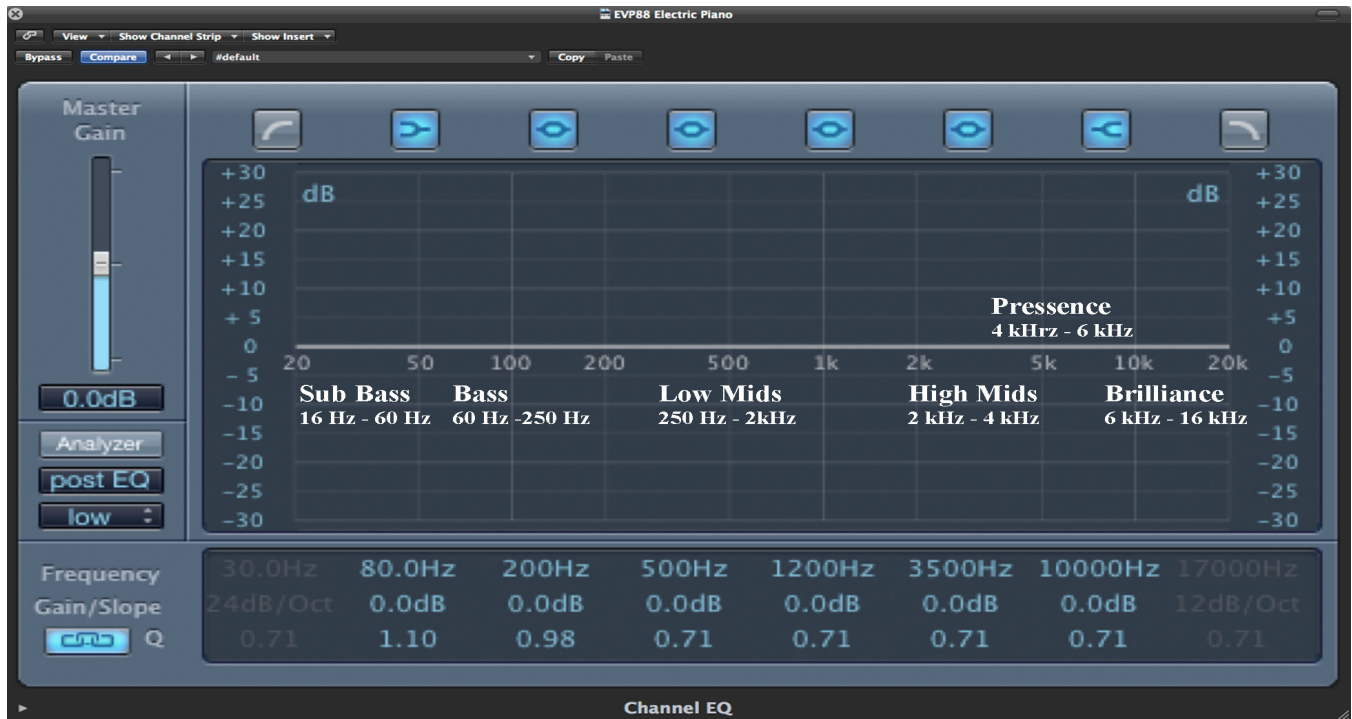 EVP88 Electric Piano
View Show Channel Strip Show Insert
Bypass Compare #default Copy Paste
Master
Gain
0.0dB
Analyzer
post EQ
low
+30 +30
dB dB
+25 +25
+20 +20
+15 +15
+10 +10
Pressence
+ 5 +5
4 kHrz - 6 kHz
0 0
20 50 100 200 500 1k 2k 5k 10k 20k
- 5 -5
Sub Bass Bass Low Mids High Mids Brilliance
-10 -10
16 Hz - 60 Hz 60 Hz -250 Hz 250 Hz - 2kHz 2 kHz - 4 kHz 6 kHz - 16 kHz
-15 -15
-20 -20
-25 -25
-30 -30
Frequency 30.0Hz 80.0Hz 200Hz 500Hz 1200Hz 3500Hz 10000Hz 17000Hz
Gain/Slope 24dB/Oct 0.0dB 0.0dB 0.0dB 0.0dB 0.0dB 0.0dB 12dB/Oct
Q 0.71 1.10 0.98 0.71 0.71 0.71 0.71 0.71
Channel EQ